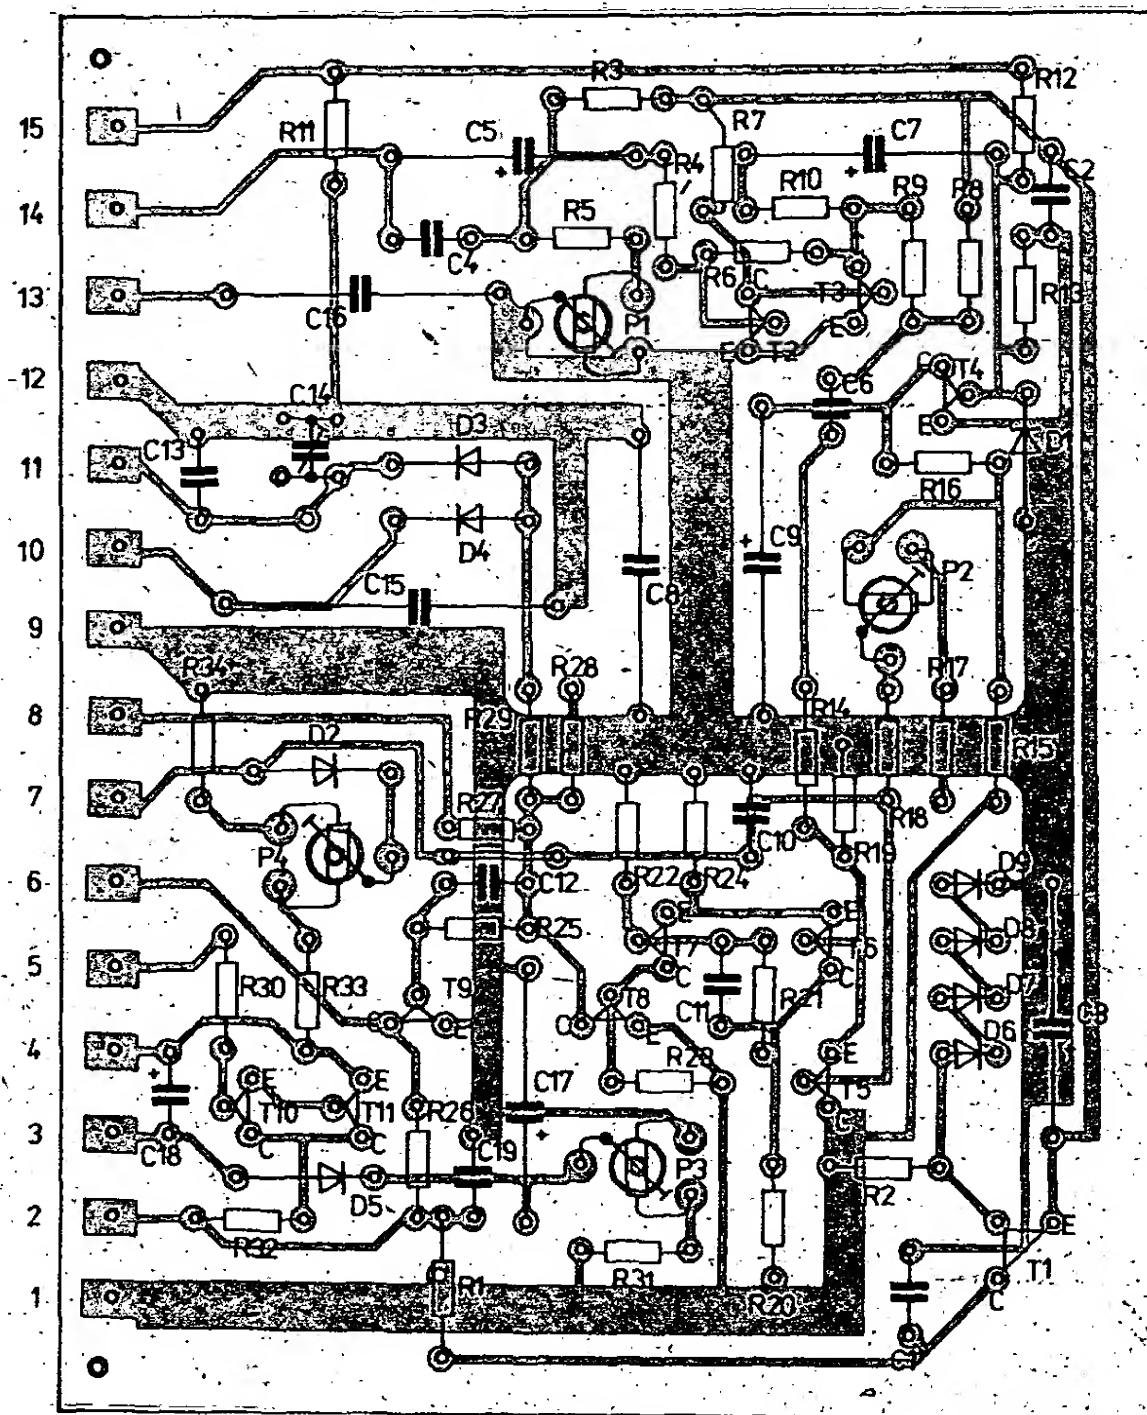 R3
R12
15
R11
C5
R7
C7
+
R4
+
R10
R9
R8
C2
14
R5
C4
R6
C
T3
R13
13
C16
P1
E
T2
E
12
C14
C6
C
T4
D3
E
C13
11
R16
10
D4
C9
+
P2
C15
C8
9
R34
R28
R17
8
R29
R14
D2
R15
7
R27
R18
P4
C10
R19
D9
6
C12
R22
R24
E
E
R25
D8
T7
T6
5
C
C
R30
R33
T9
T8
C11
R21
D7
C3
C
E
E
D6
4
E
R23
+
E
E
T5
C17
T10
T11
R26
C
3
+
C19
C18
C
C
P3
D5
R2
2
E
R32
T1
R31
R1
R20
C
1
C1